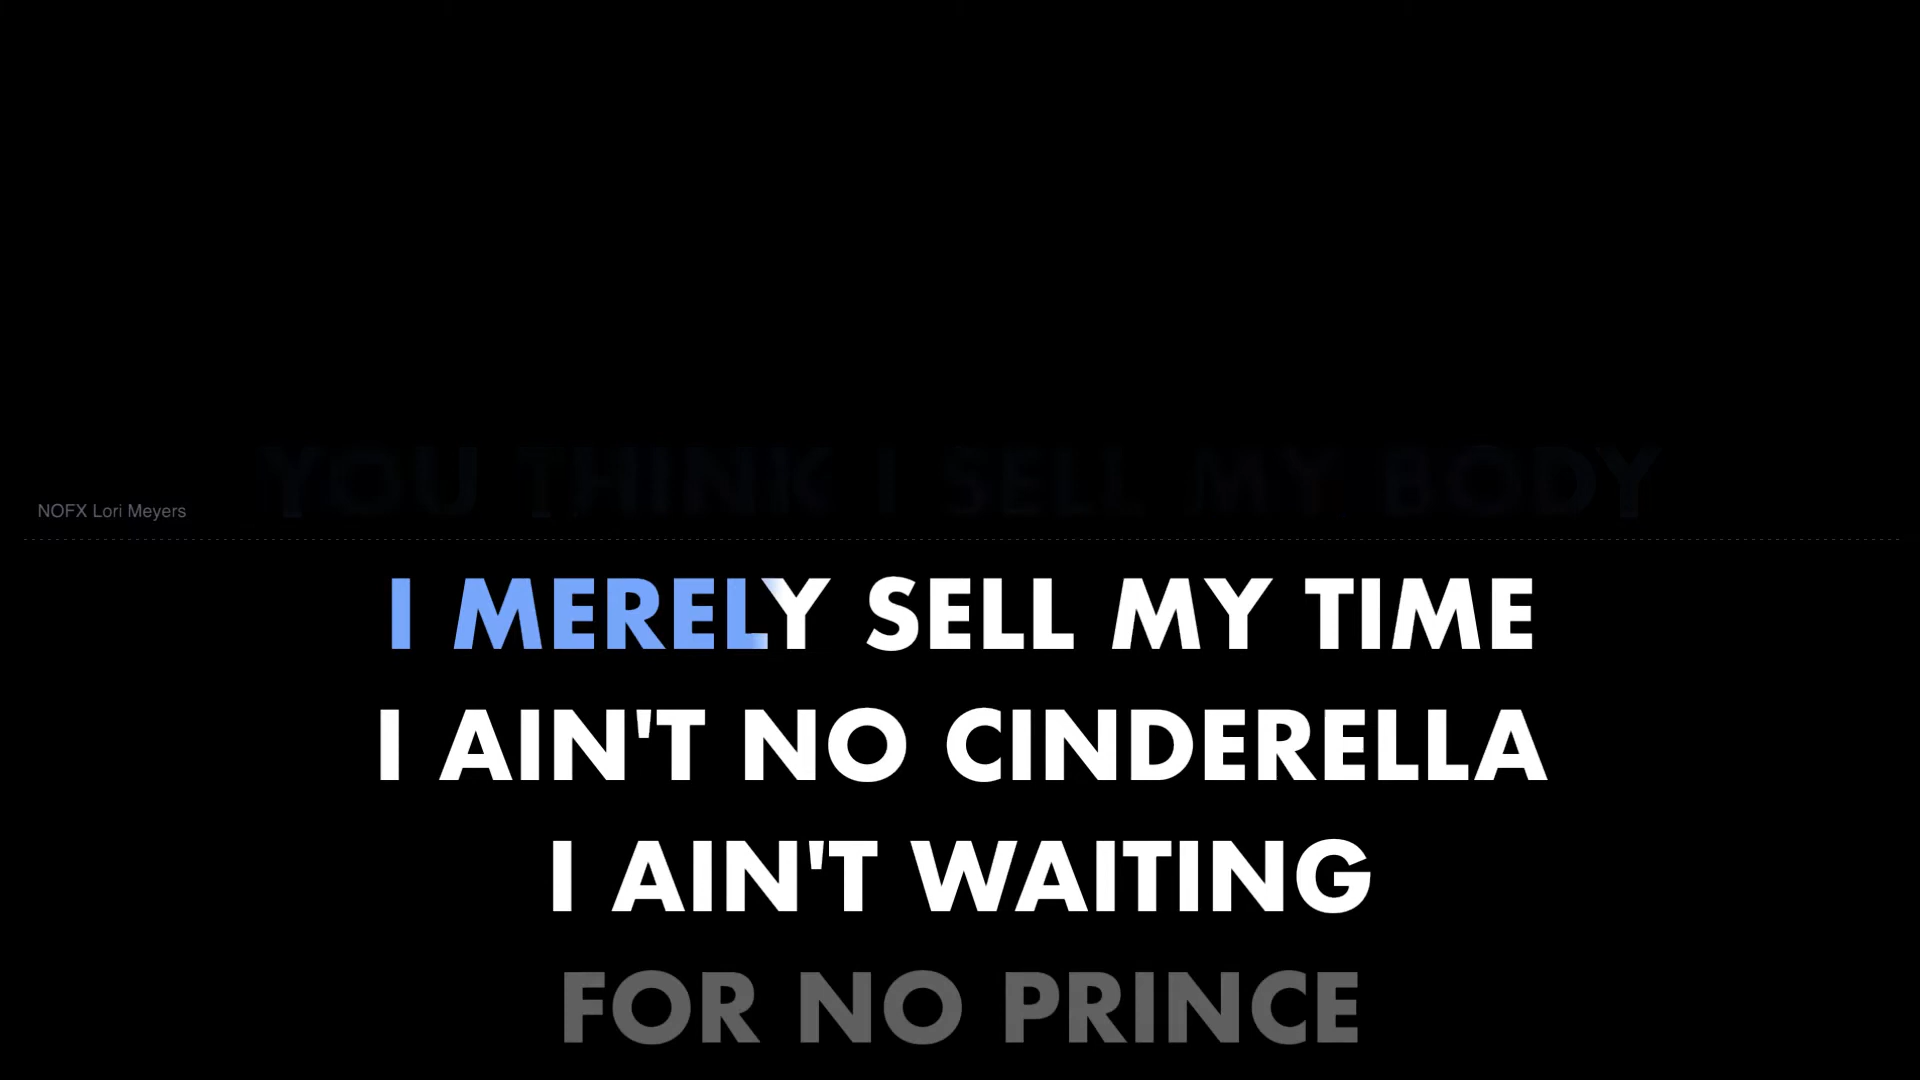 YOU THINK I SELL MY BODY
NOFX Lori Meyers
I MERELY SELL MY TIME
I AIN'T NO CINDERELLA
I AIN'T WAITING
FOR NO PRINCE